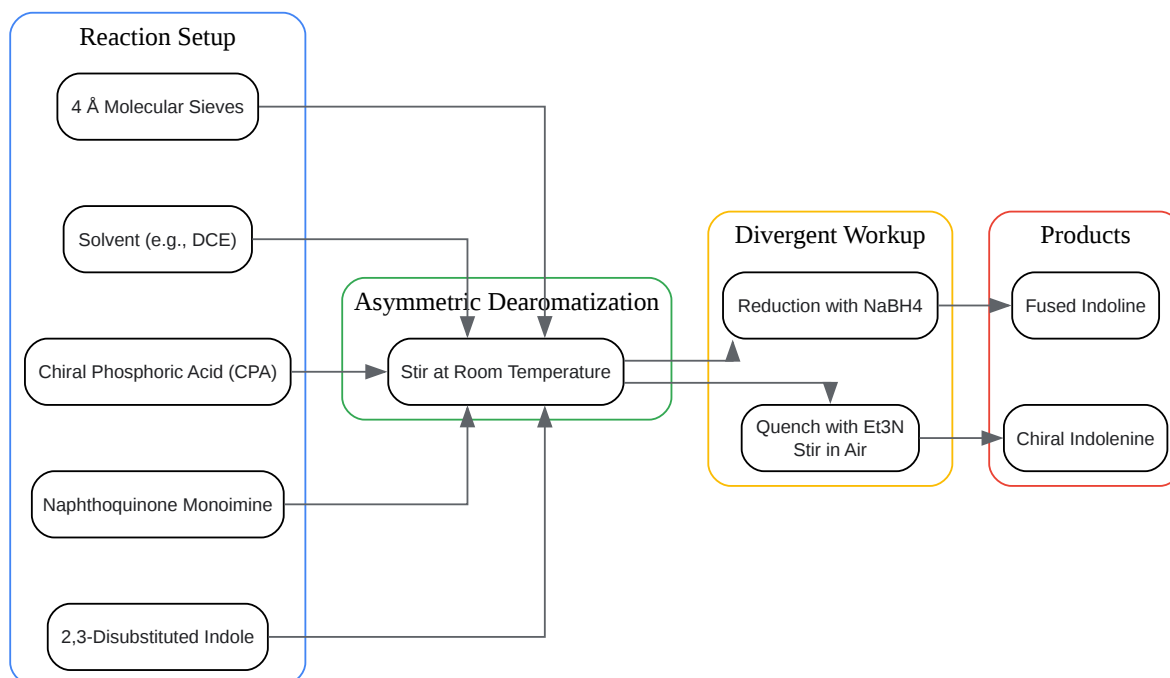 Reaction Setup
4 Å Molecular Sieves
Solvent (e.g., DCE)
Chiral Phosphoric Acid (CPA)
Naphthoquinone Monoimine
2,3-Disubstituted Indole
Asymmetric Dearomatization
Stir at Room Temperature
Divergent Workup
Reduction with NaBH4
Quench with Et3N
Stir in Air
Products
Fused Indoline
Chiral Indolenine